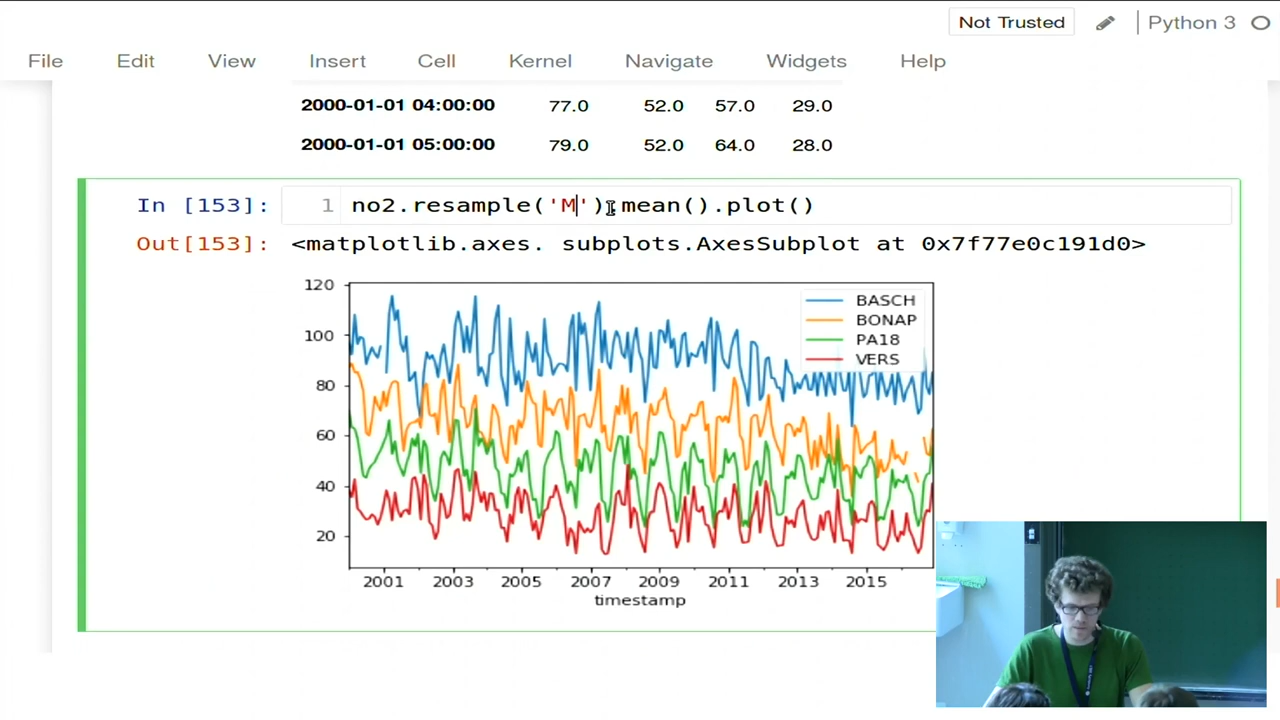 Not Trusted Python 3
File Edit View Insert Cell Kernel Navigate Widgets Help
2000-01-01 04:00:00 77.0 52.0 57.0 29.0
2000-01-01 05:00:00 79.0 52.0 64.0 28.0
In [153]: 1 no2.resample('M').mean().plot()
Out[153]: <matplotlib.axes. subplots.AxesSubplot at 0x7f77e0c191d0>
120
100
80
60
40
20
BASCH
BONAP
PA18
VERS
2001 2003 2005 2007 2009 2011 2013 2015
timestamp